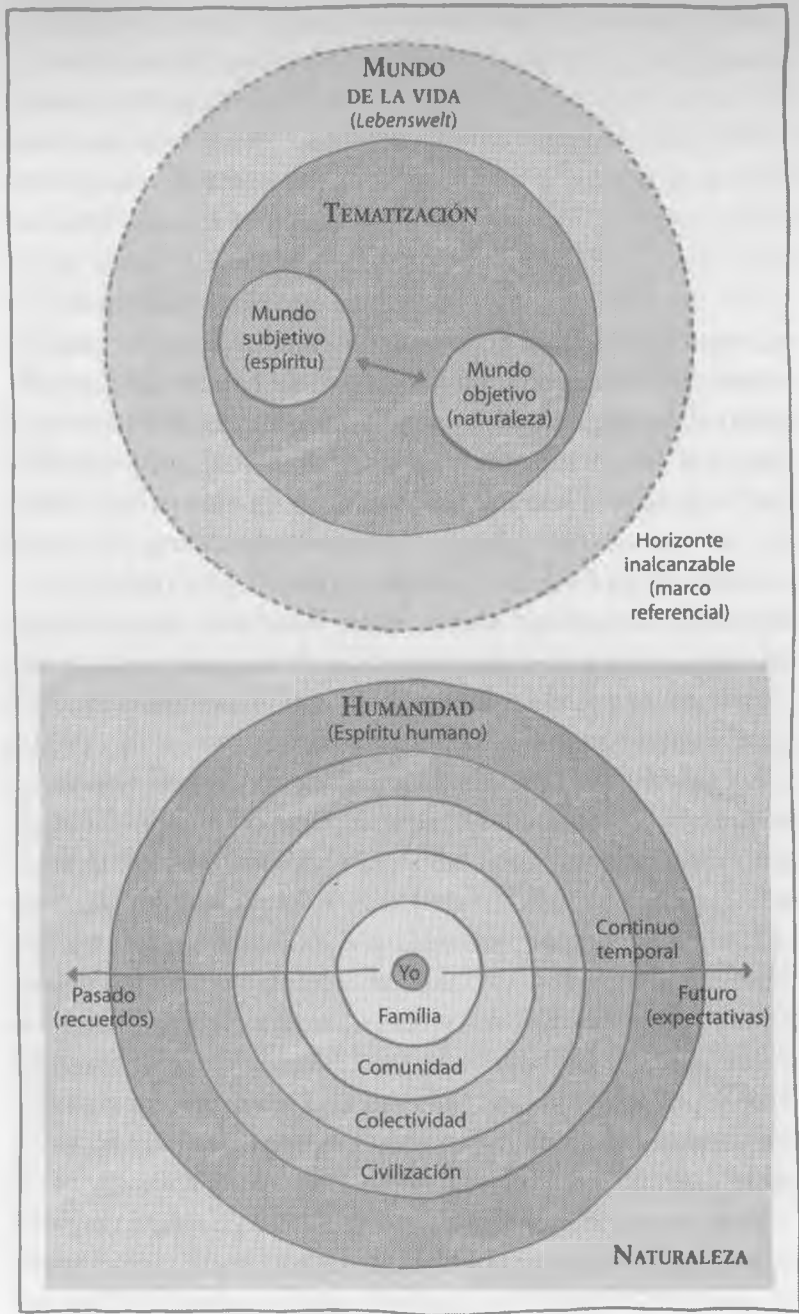 MUNDO
DE LA VIDA
(Lebenswelt)
TEMATIZACIÓN
Mundo
subjetivo
(espíritu)
Mundo
objetivo
(naturaleza)
Horizonte
inalcanzable
(marco
referencial)
HUMANIDAD
(Espíritu humano)
Continuo
temporal
Yo
Pasado
(recuerdos)
Futuro
(expectativas)
Família
Comunidad
Colectividad
Civilización
NATURALEZA